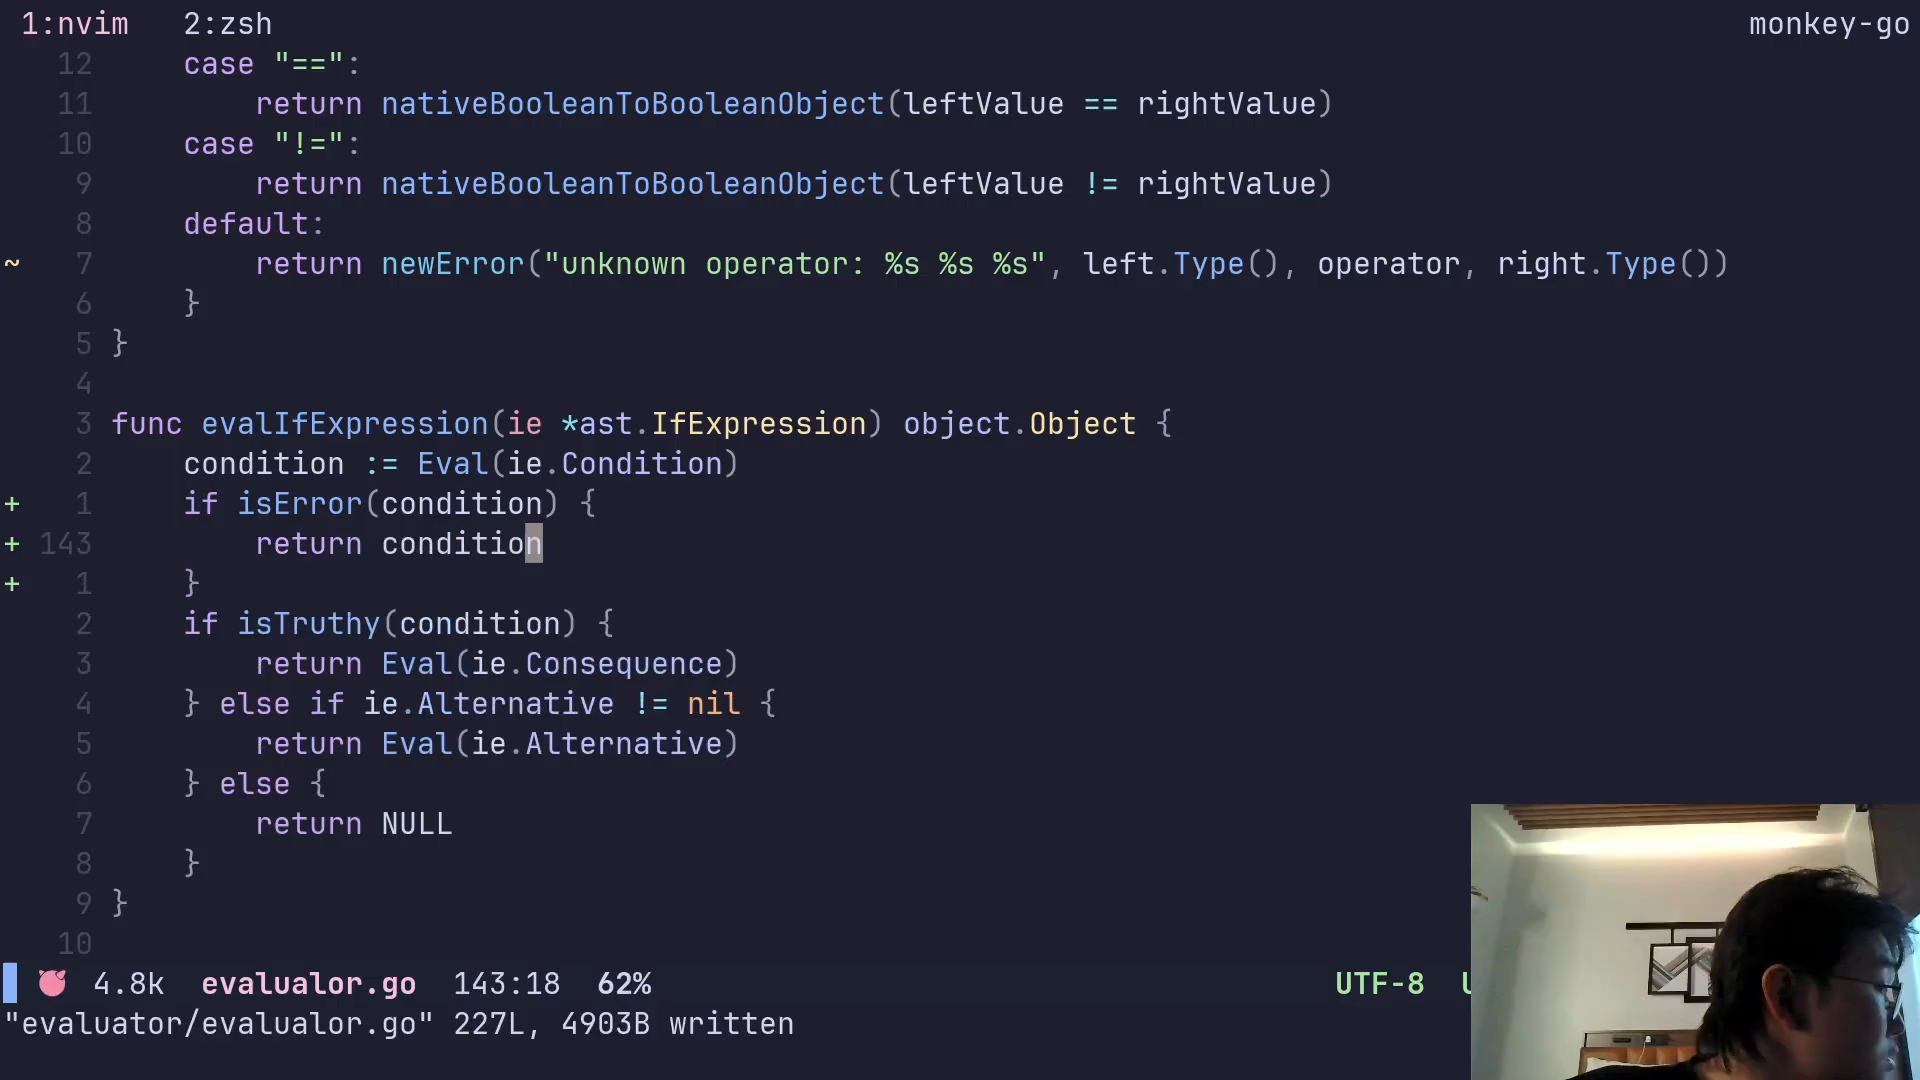 1:nvim 2:zsh monkey-go
12 case "==":
11 return nativeBooleanToBooleanObject(leftValue == rightValue)
10 case "!=":
9 return nativeBooleanToBooleanObject(leftValue != rightValue)
8 default:
~ 7 return newError("unknown operator: %s %s %s", left.Type(), operator, right.Type())
6 }
5 }
4
3 func evalIfExpression(ie *ast.IfExpression) object.Object {
2 condition := Eval(ie.Condition)
+ 1 if isError(condition) {
+ 143 return condition
+ 1 }
2 if isTruthy(condition) {
3 return Eval(ie.Consequence)
4 } else if ie.Alternative != nil {
5 return Eval(ie.Alternative)
6 } else {
7 return NULL
8 }
9 }
10
4.8k evalualor.go 143:18 62% UTF-8
"evaluator/evalualor.go" 227L, 4903B written